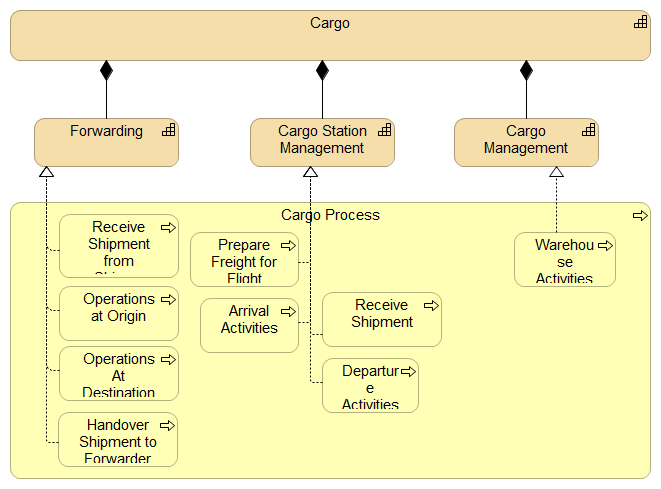 Cargo
Forwarding
Cargo Station
Management
Cargo
Management
Cargo Process
Receive
Shipment
from
Operations
at Origin
Operations
At
Destination
Handover
Shipment to
Forwarder
Prepare
Freight for
Flight
Arrival
Activities
Receive
Shipment
Departur
e
Activities
Warehou
se
Activities